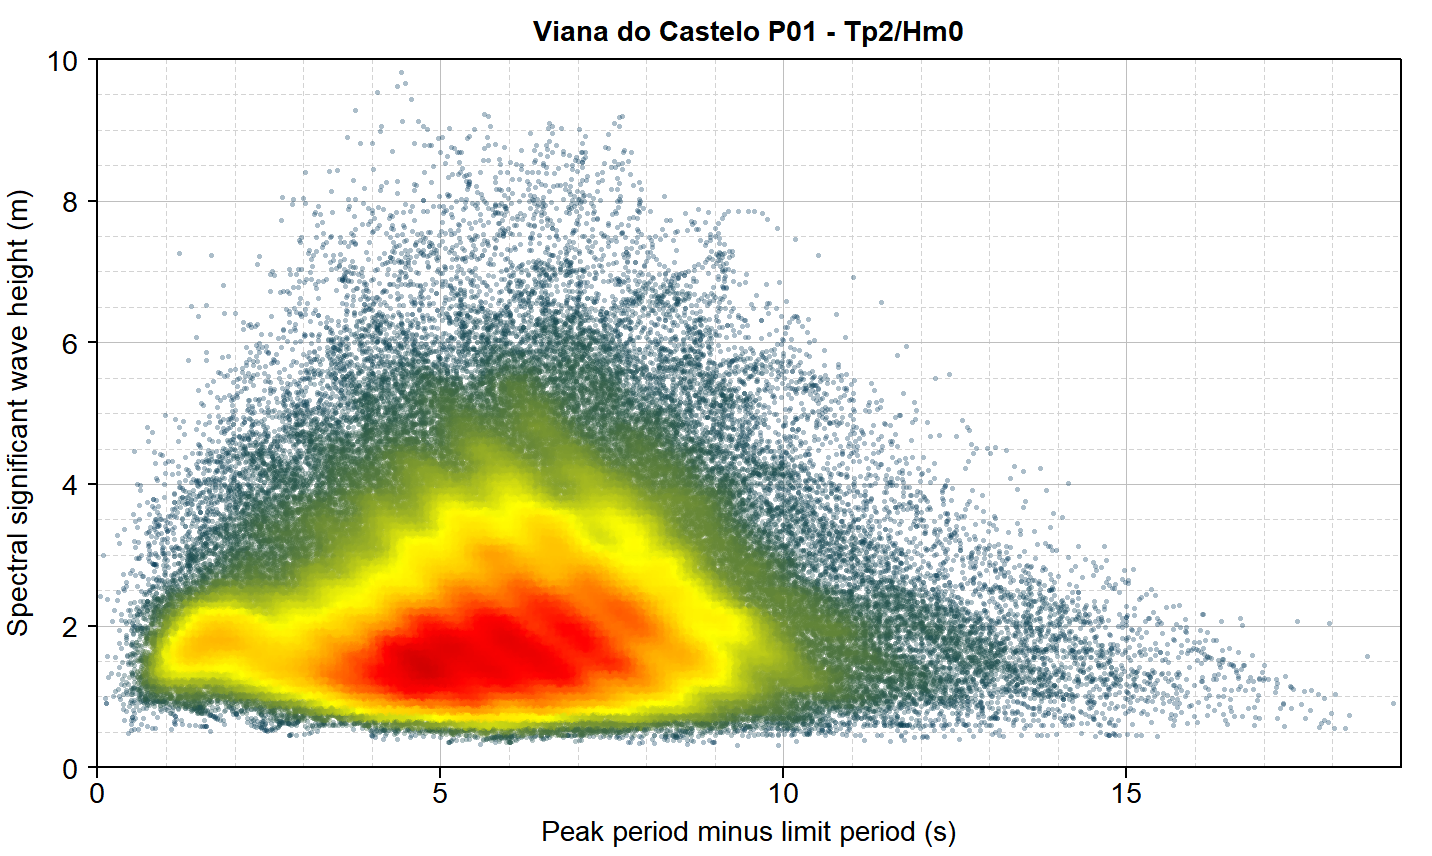 Viana do Castelo P01 - Tp2/Hm0
10
8
6
4
2
0
Spectral significant wave height (m)
0 5 10 15
Peak period minus limit period (s)